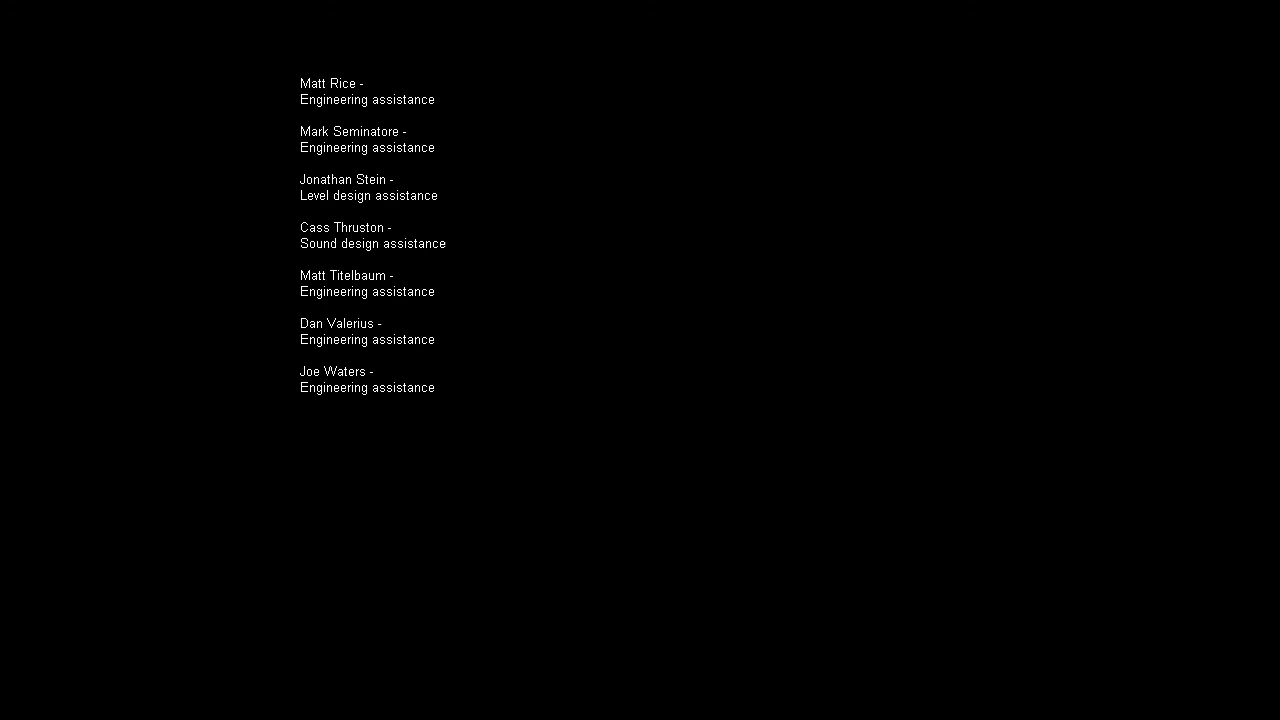 Matt Rice -
Engineering assistance
Mark Seminatore -
Engineering assistance
Jonathan Stein -
Level design assistance
Cass Thruston -
Sound design assistance
Matt Titelbaum -
Engineering assistance
Dan Valerius -
Engineering assistance
Joe Waters -
Engineering assistance